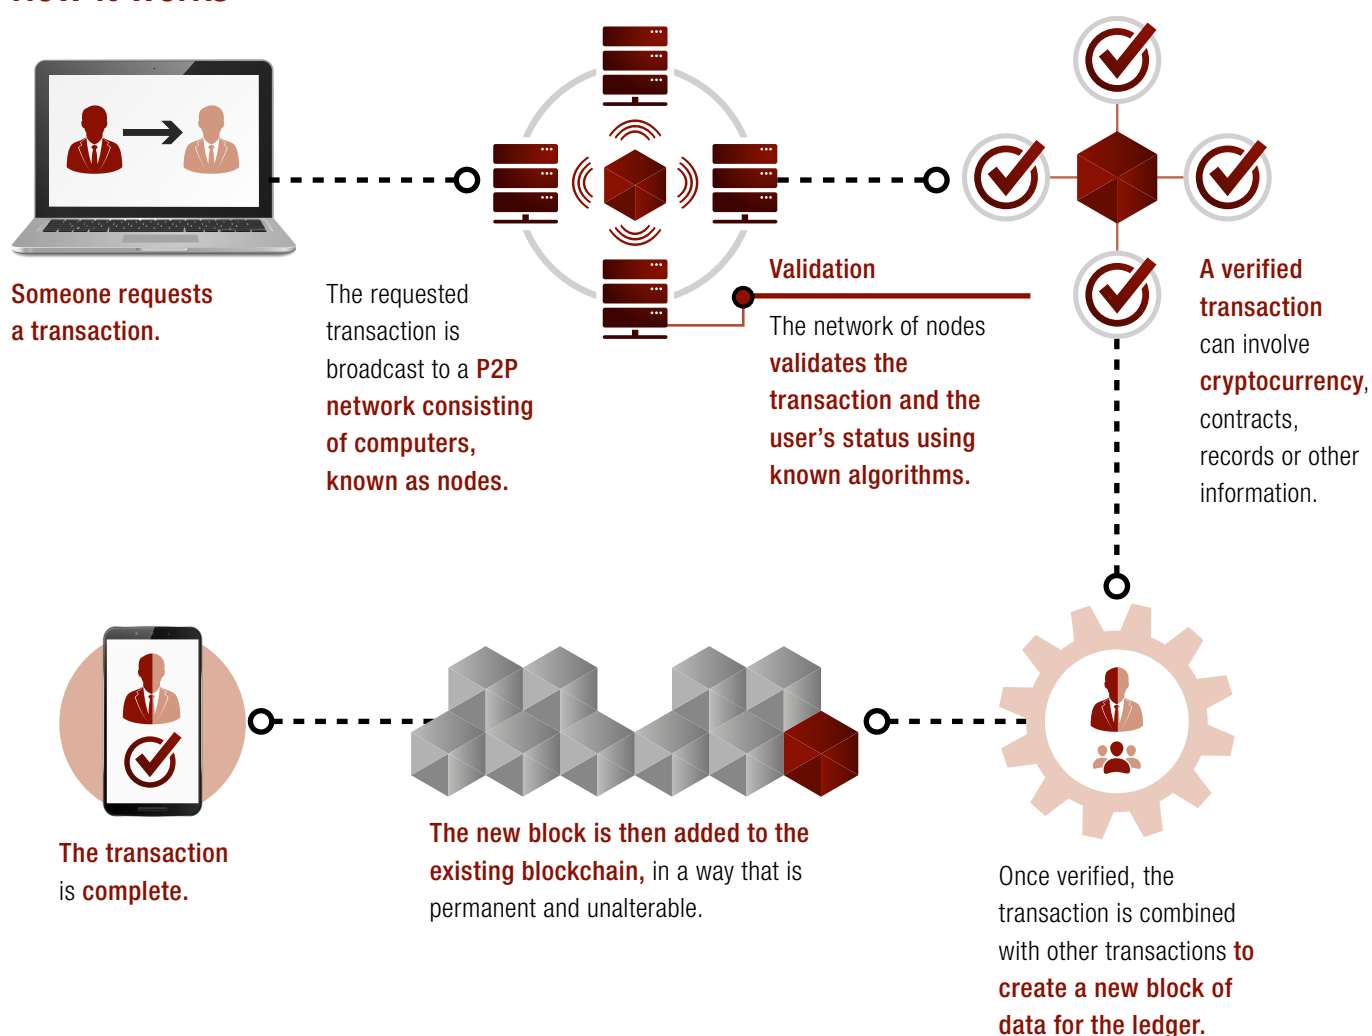 How it works
Someone requests
a transaction.
The requested
transaction is
broadcast to a P2P
network consisting
of computers,
known as nodes.
Validation
The network of nodes
validates the
transaction and the
user’s status using
known algorithms.
A verified
transaction
can involve
cryptocurrency,
contracts,
records or other
information.
Once verified, the
transaction is combined
with other transactions to
create a new block of
data for the ledger.
The new block is then added to the
existing blockchain, in a way that is
permanent and unalterable.
The transaction
is complete.